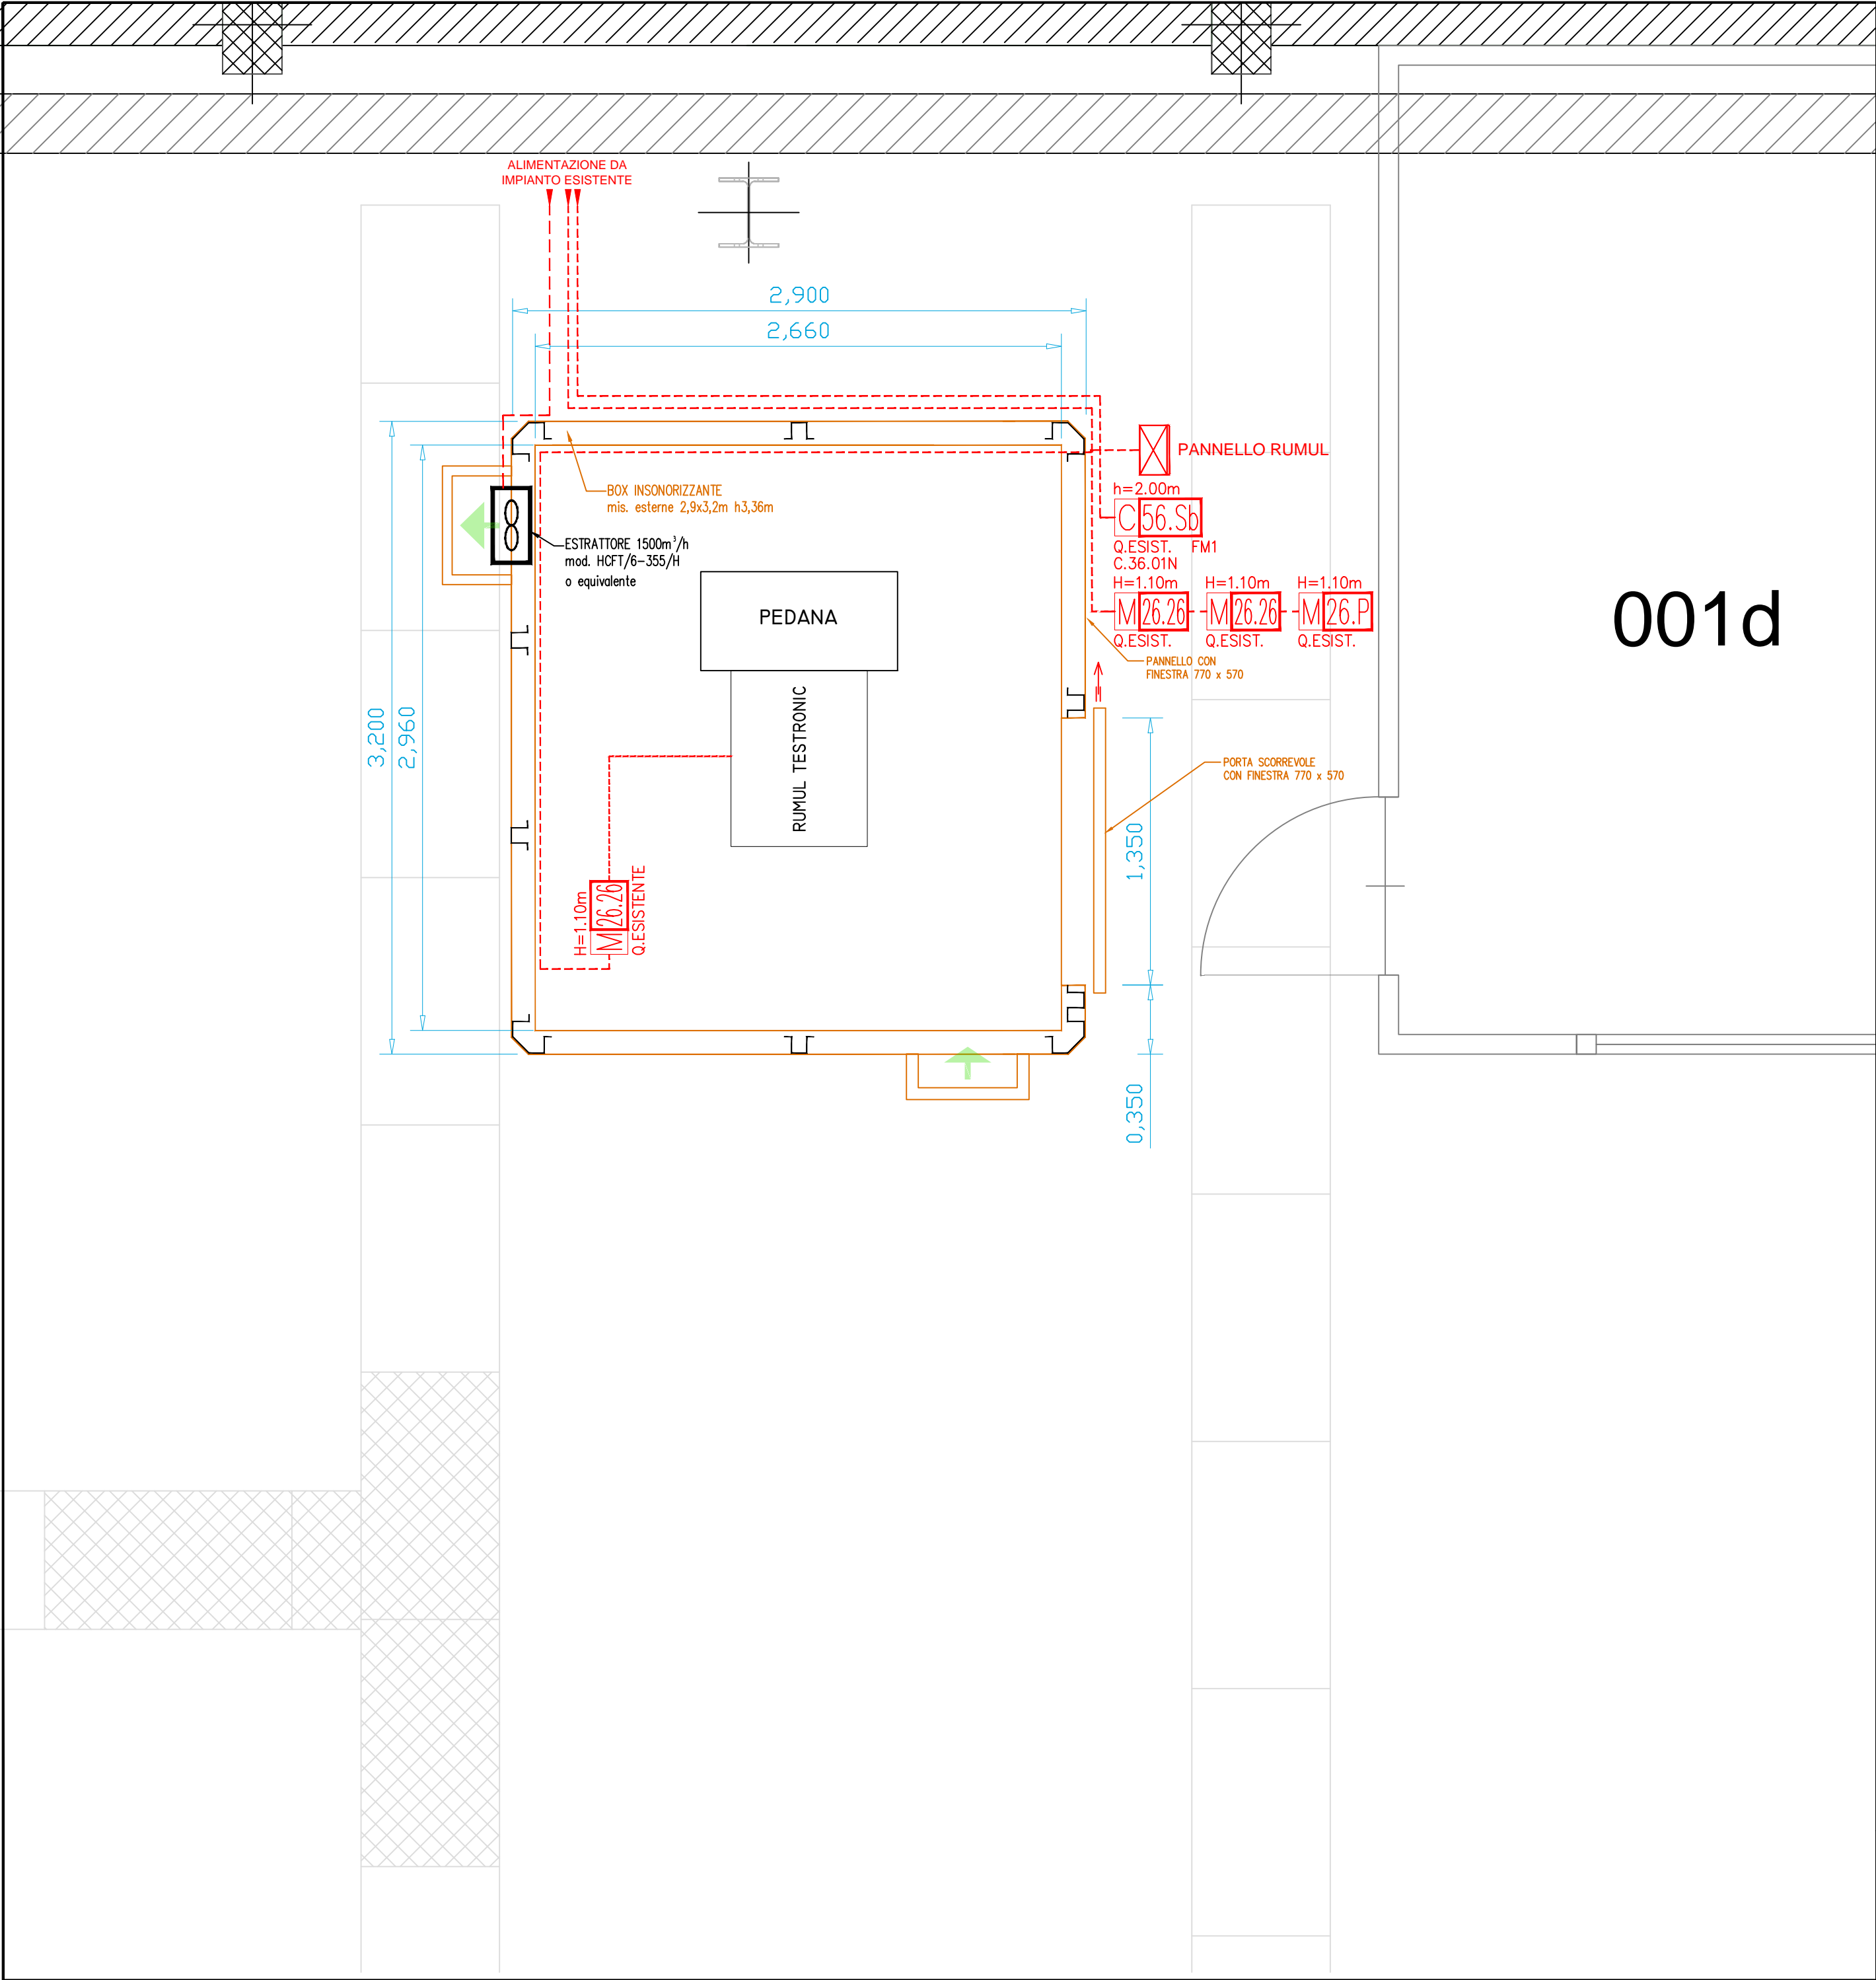 ALIMENTAZIONE DA
IMPIANTO ESISTENTE
2,900
2,660
PANNELLO RUMUL
BOX INSONORIZZANTE
mis. esterne 2,9x3,2m h3,36m
h=2.00m
C 56.Sb
Q.ESIST. FM1
C.36.01N
ESTRATTORE 1500m³/h
mod. HCFT/6-355/H
o equivalente
H=1.10m H=1.10m H=1.10m
M 26.26 M 26.26 M 26.P
Q.ESIST. Q.ESIST. Q.ESIST.
001d
PEDANA
PANNELLO CON
FINESTRA 770 x 570
RUMUL TESTRONIC
3,200
2,960
PORTA SCORREVOLE
CON FINESTRA 770 x 570
1,350
H=1.10m
M 26.26
Q.ESISTENTE
0,350